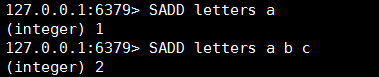 127.0.0.1:6379> SADD letters a
(integer) 1
127.0.0.1:6379> SADD letters a b c
(integer) 2